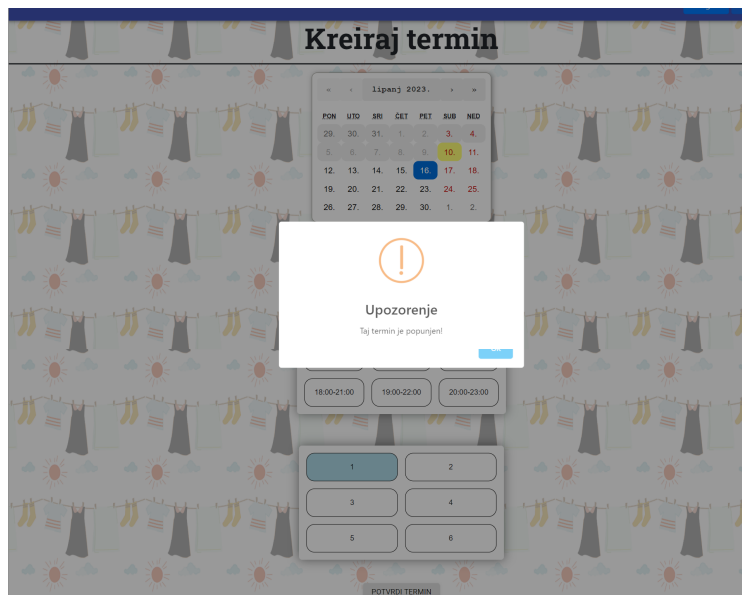 Kreiraj termin
« ‹ lipanj 2023. › »
PON UTO SRI ČET PET SUB NED
29. 30. 31. 1. 2. 3. 4.
5. 6. 7. 8. 9. 10. 11.
12. 13. 14. 15. 16. 17. 18.
19. 20. 21. 22. 23. 24. 25.
26. 27. 28. 29. 30. 1. 2.
Upozorenje
Taj termin je popunjen!
18:00-21:00 19:00-22:00 20:00-23:00
1 2
3 4
5 6
POTVRDI TERMIN